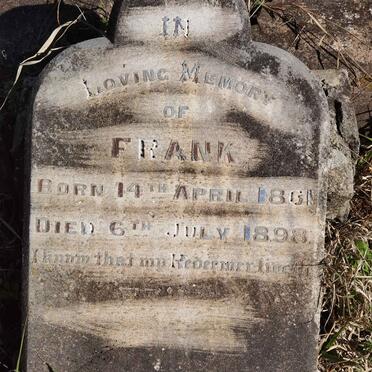 IN
LOVING MEMORY
OF
FRANK
BORN 14TH APRIL 1861
DIED 6TH JULY 1898
I know that my Redeemer liveth